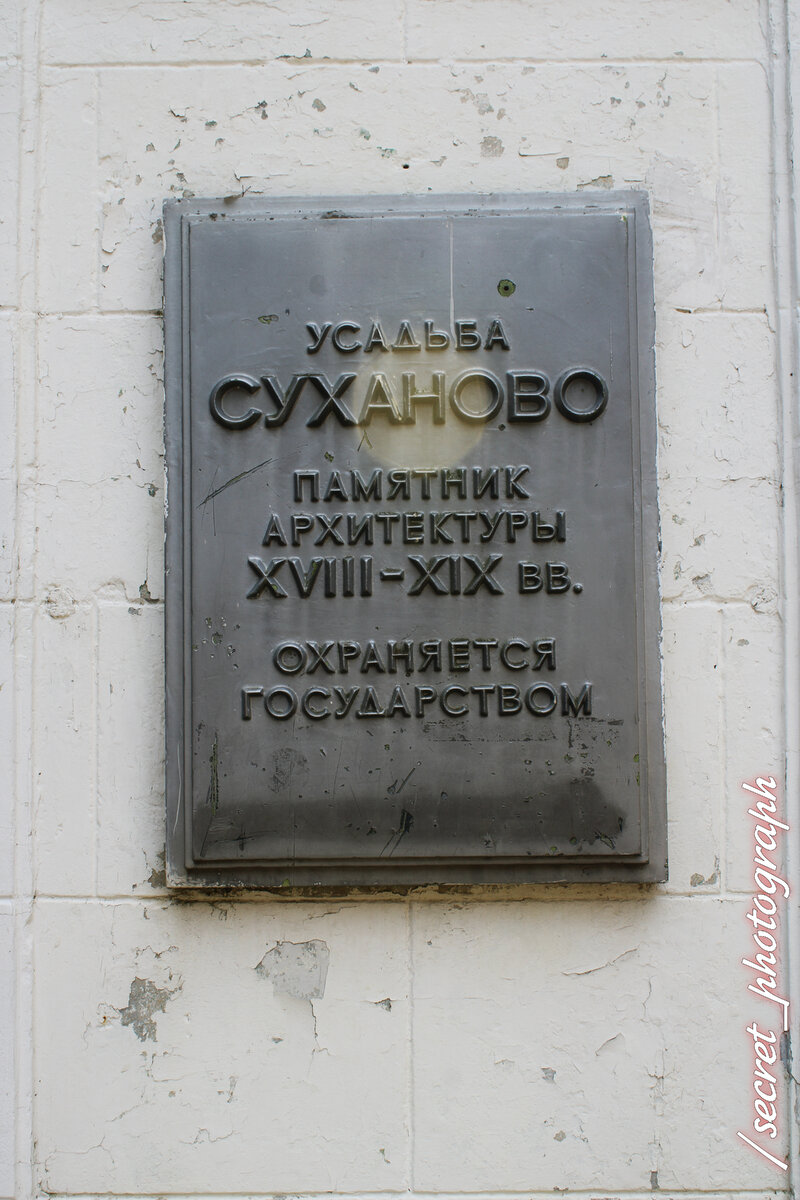 УСАДЬБА
СУХАНОВО
ПАМЯТНИК
АРХИТЕКТУРЫ
XVIII-XIX ВВ.
ОХРАНЯЕТСЯ
ГОСУДАРСТВОМ
/secret_photograph